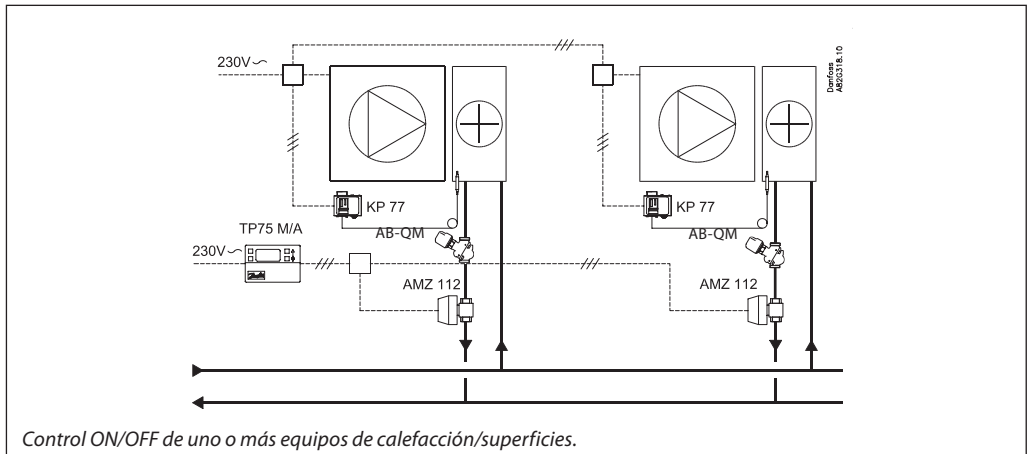 230V~
Danfoss
AB2G318.10
KP 77
KP 77
TP75 M/A
AB-QM
AB-QM
230V~
AMZ 112
AMZ 112
Control ON/OFF de uno o más equipos de calefacción/superficies.